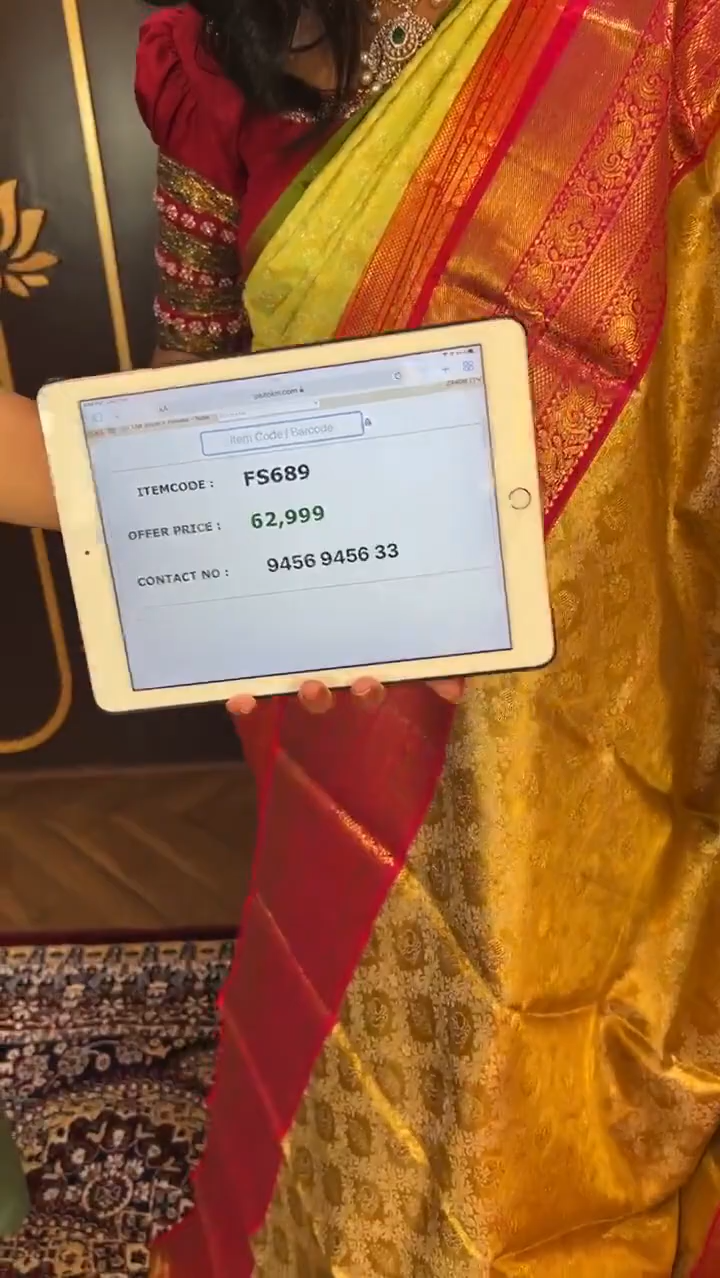 Item Code | Barcode
ITEMCODE : FS689
OFFER PRICE : 62,999
CONTACT NO : 9456 9456 33